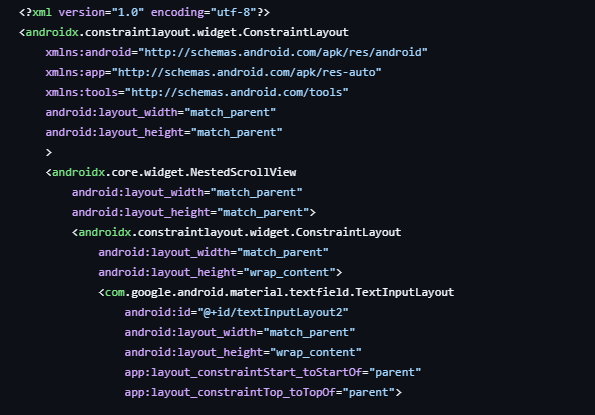 <?xml version="1.0" encoding="utf-8"?>
<androidx.constraintlayout.widget.ConstraintLayout
xmlns:android="http://schemas.android.com/apk/res/android"
xmlns:app="http://schemas.android.com/apk/res-auto"
xmlns:tools="http://schemas.android.com/tools"
android:layout_width="match_parent"
android:layout_height="match_parent"
>
<androidx.core.widget.NestedScrollView
android:layout_width="match_parent"
android:layout_height="match_parent">
<androidx.constraintlayout.widget.ConstraintLayout
android:layout_width="match_parent"
android:layout_height="wrap_content">
<com.google.android.material.textfield.TextInputLayout
android:id="@+id/textInputLayout2"
android:layout_width="match_parent"
android:layout_height="wrap_content"
app:layout_constraintStart_toStartOf="parent"
app:layout_constraintTop_toTopOf="parent">